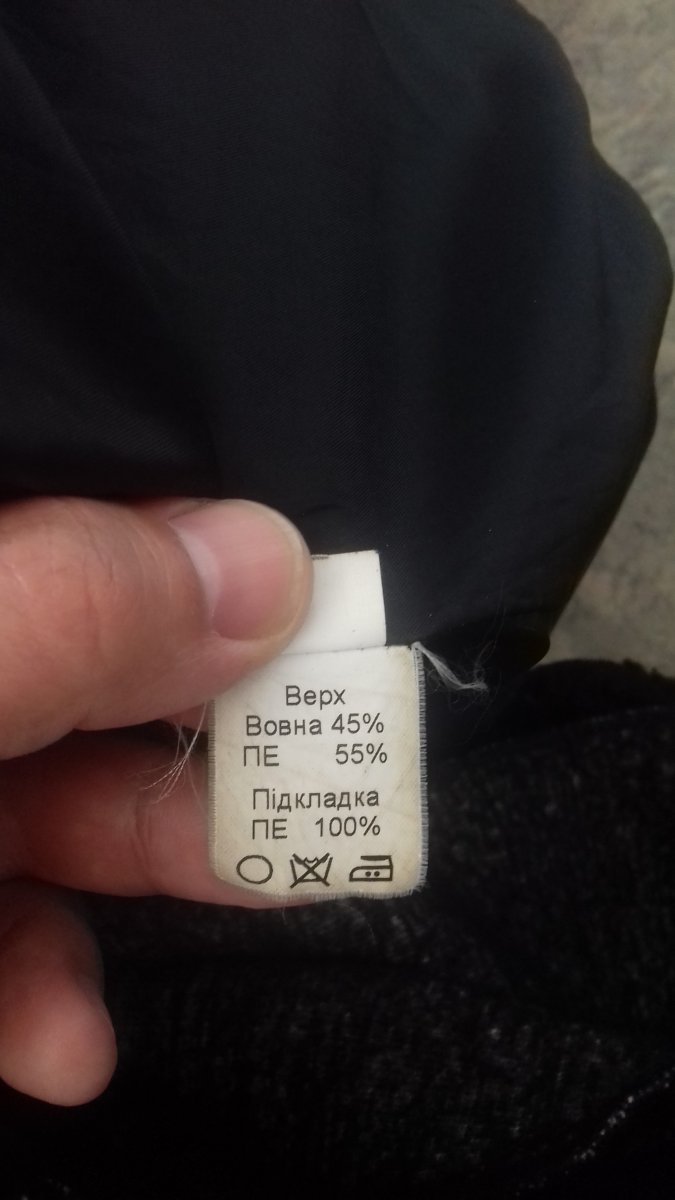 Верх
Вовна 45%
ПЕ 55%
Підкладка
ПЕ 100%